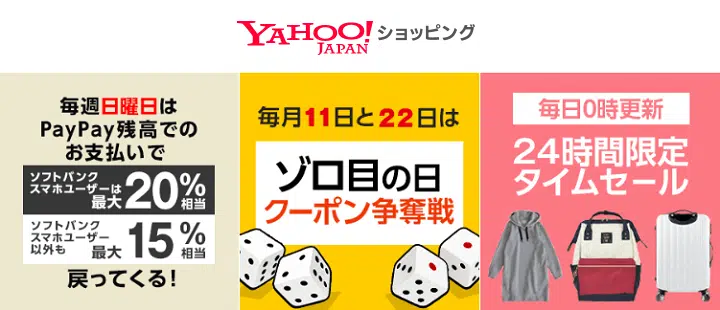 YAHOO! JAPAN ショッピング
毎週日曜日は
PayPay残高での
お支払いで
ソフトバンク
スマホユーザーは
最大20%相当
ソフトバンク
スマホユーザー
以外も 最大15%相当
戻ってくる!
毎月11日と22日は
ゾロ目の日
クーポン争奪戦
毎日0時更新
24時間限定
タイムセール